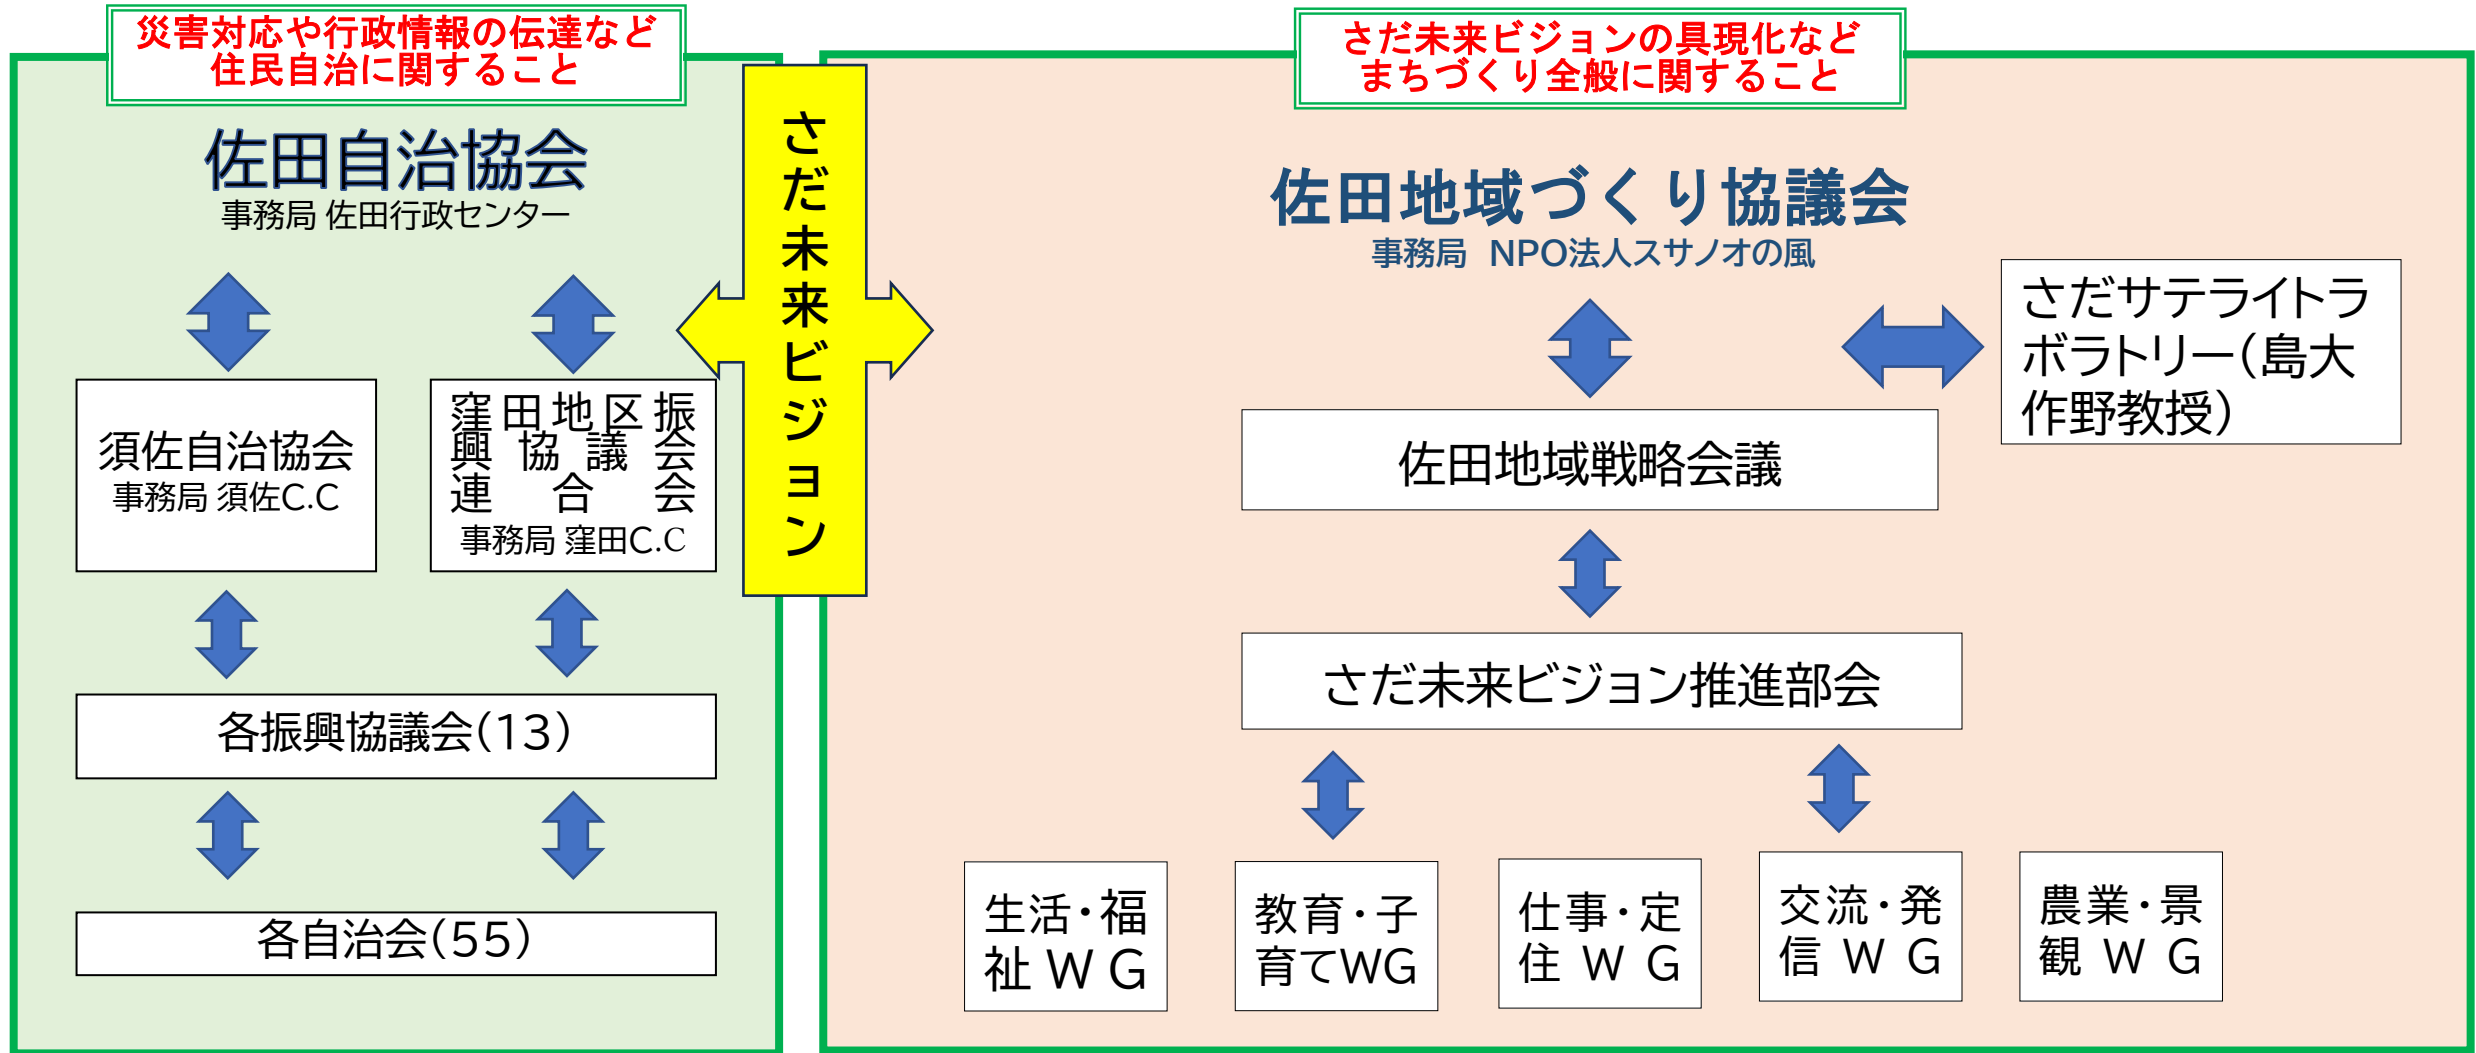 災害対応や行政情報の伝達など
住民自治に関すること
佐田自治協会
事務局 佐田行政センター
須佐自治協会
事務局 須佐C.C
窪田地区振
興協議会
連合会
事務局 窪田C.C
各振興協議会(13)
各自治会(55)
さだ未来ビジョン
さだ未来ビジョンの具現化など
まちづくり全般に関すること
佐田地域づくり協議会
事務局　NPO法人スサノオの風
さだサテライトラ
ボラトリー(島大
作野教授)
佐田地域戦略会議
さだ未来ビジョン推進部会
生活・福
祉WG
教育・子
育てWG
仕事・定
住WG
交流・発
信WG
農業・景
観WG